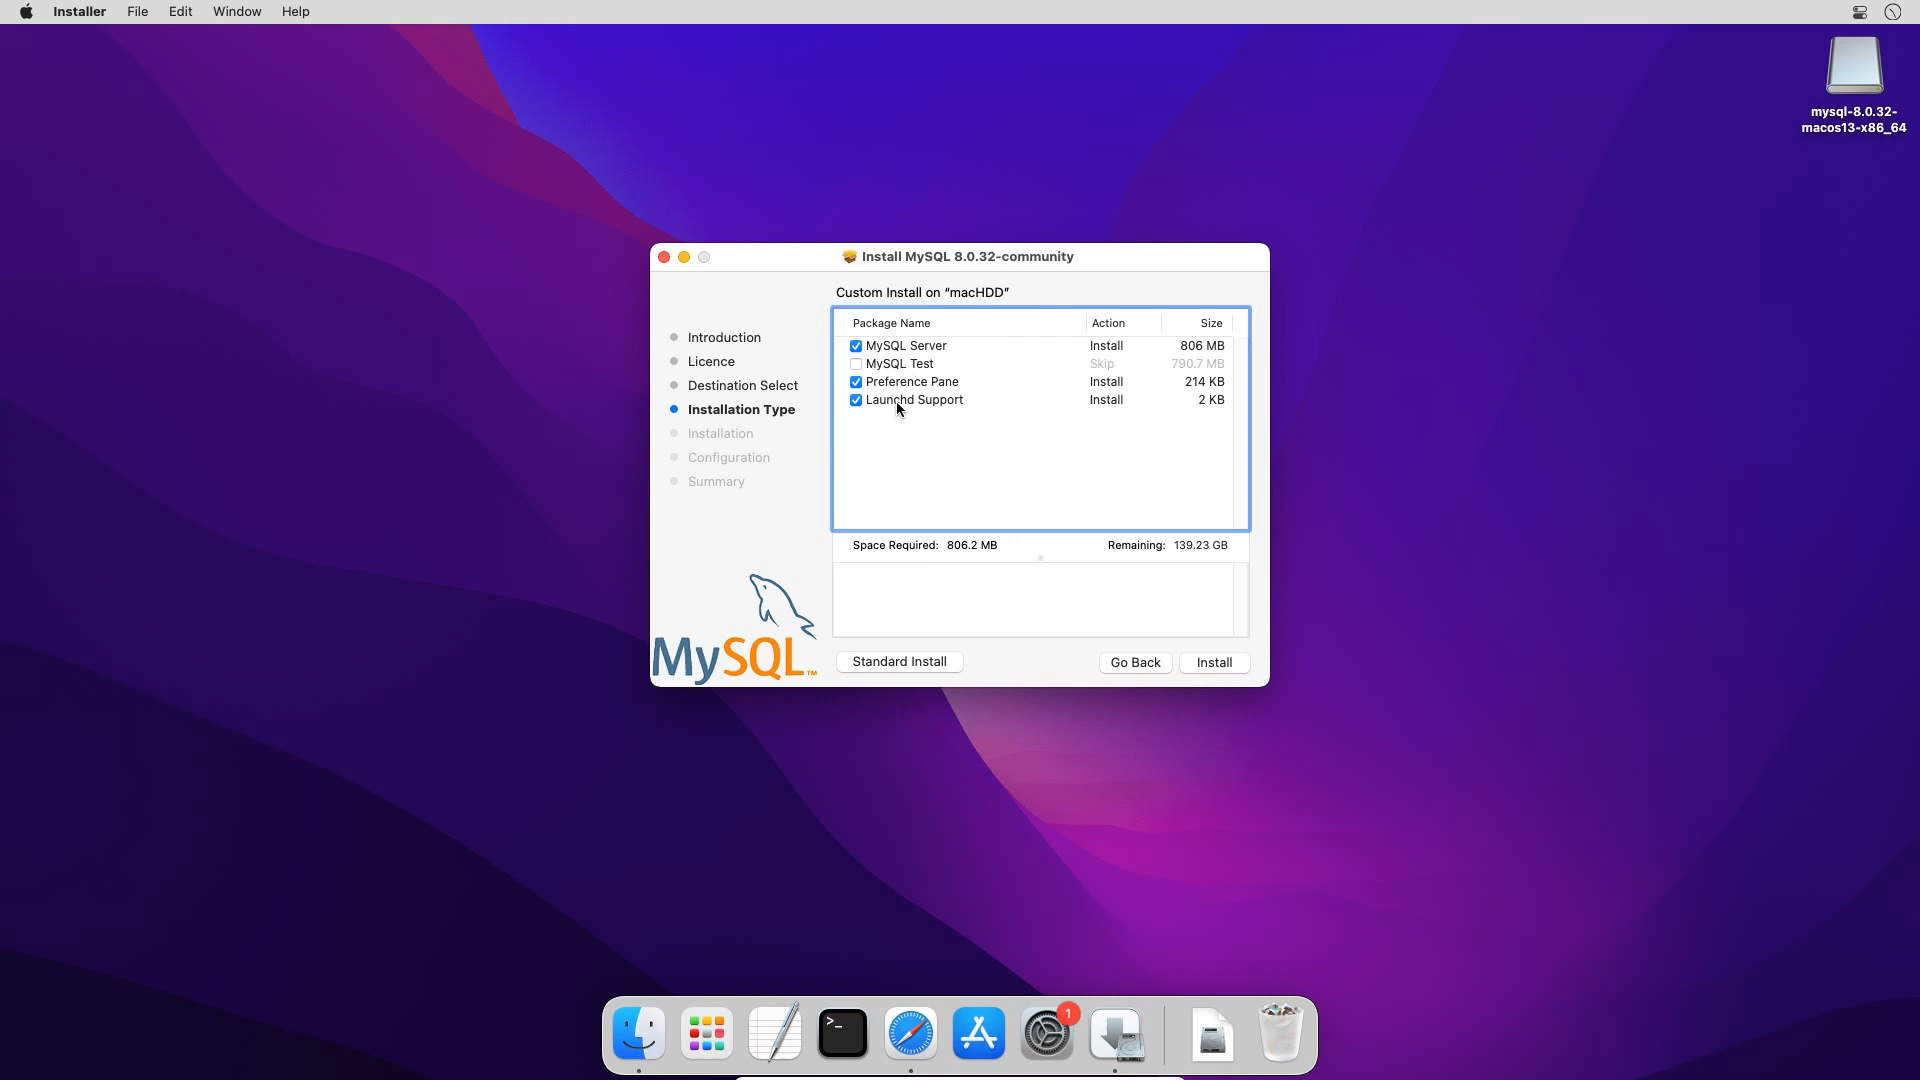 Installer File Edit Window Help
mysql-8.0.32-
macos13-x86_64
Install MySQL 8.0.32-community
Custom Install on “macHDD”
Introduction
Licence
Destination Select
Installation Type
Installation
Configuration
Summary
Package Name Action Size
MySQL Server Install 806 MB
MySQL Test Skip 790.7 MB
Preference Pane Install 214 KB
Launchd Support Install 2 KB
Space Required: 806.2 MB Remaining: 139.23 GB
MySQL™
Standard Install Go Back Install
>_
1